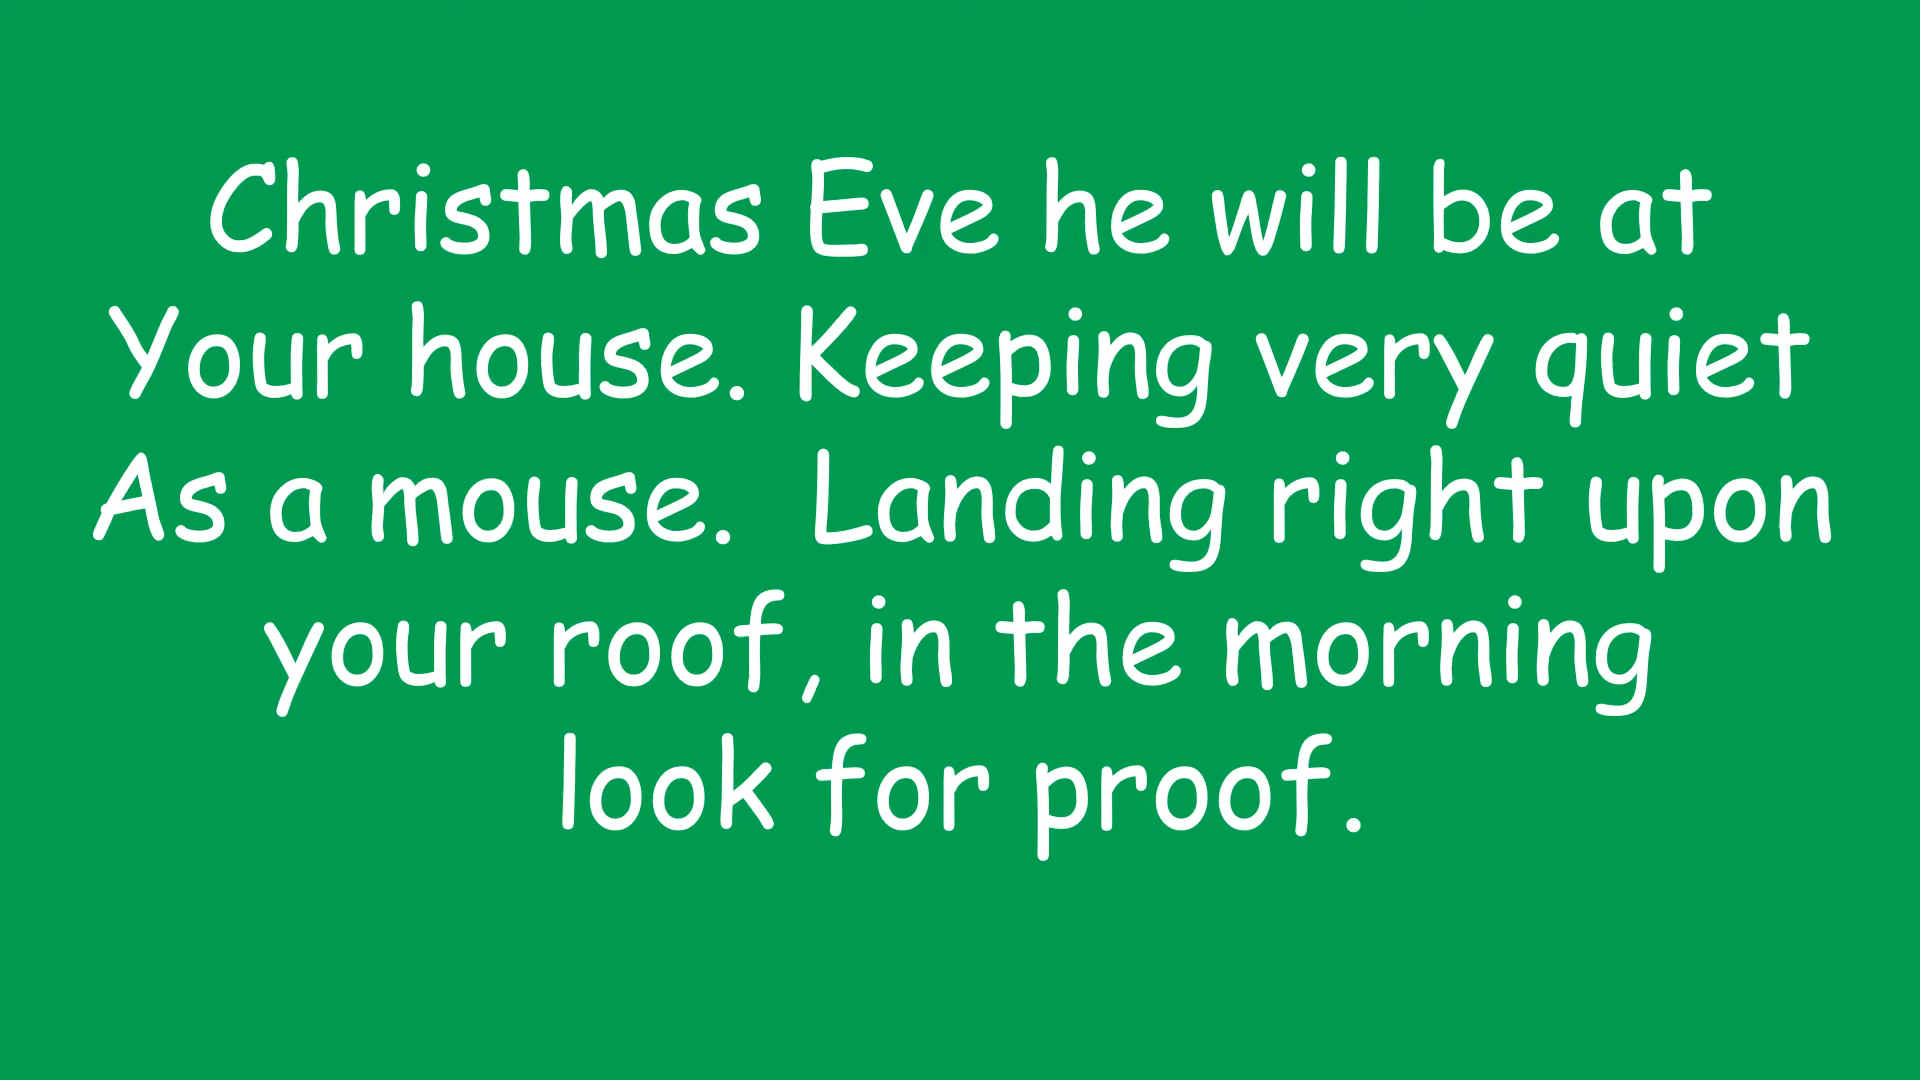 Christmas Eve he will be at
Your house. Keeping very quiet
As a mouse.  Landing right upon
your roof, in the morning
look for proof.